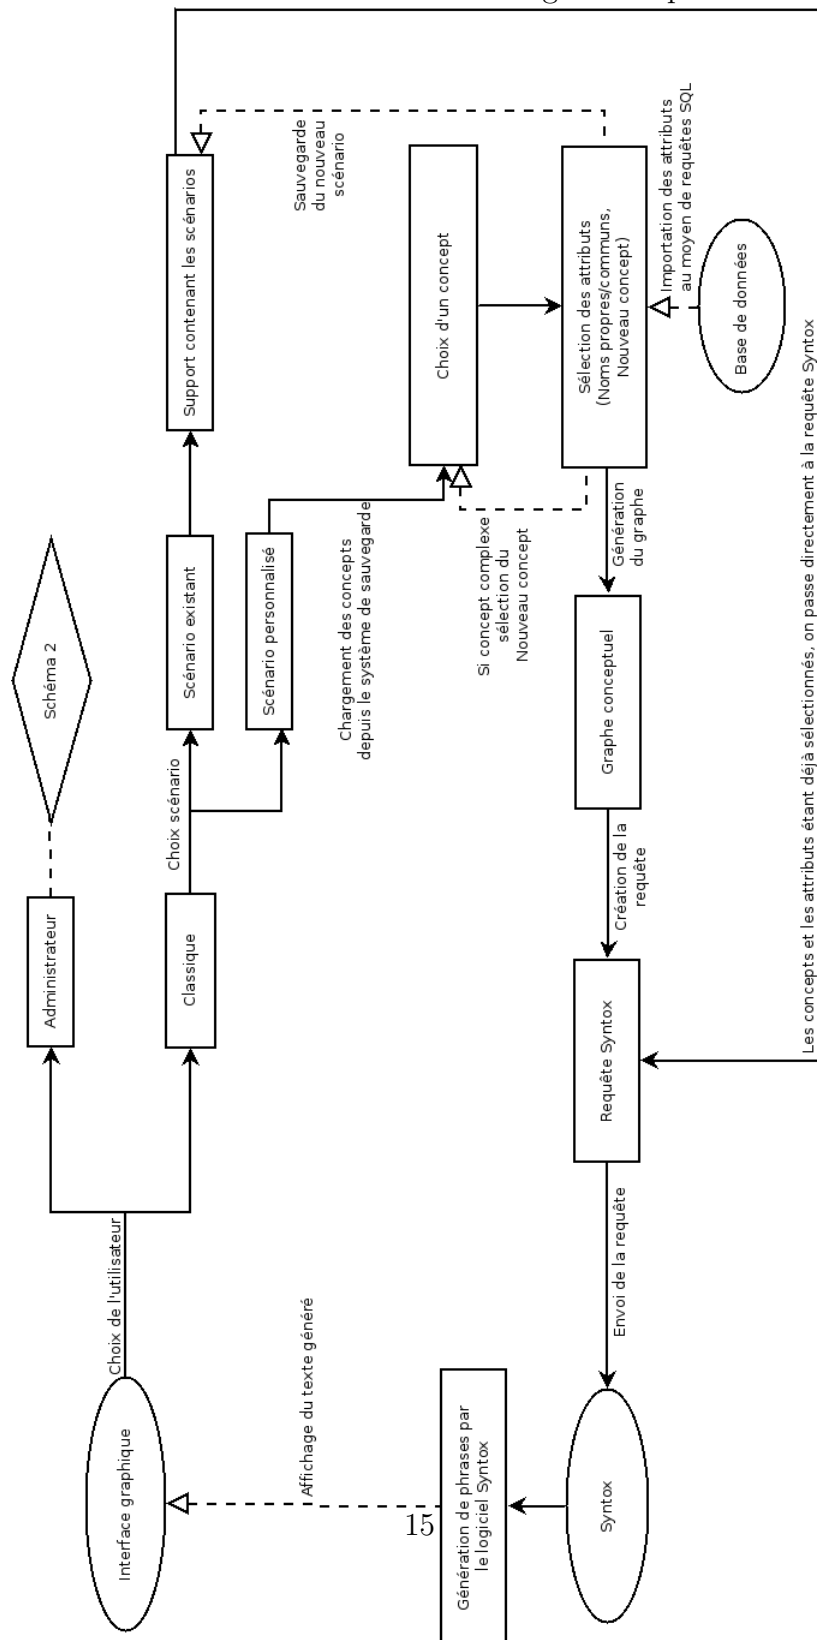 Interface graphique
Choix de l'utilisateur
Administrateur
Schéma 2
Classique
Choix scénario
Scénario existant
Support contenant les scénarios
Scénario personnalisé
Chargement des concepts
depuis le système de sauvegarde
Sauvegarde
du nouveau
scénario
Choix d'un concept
Si concept complexe
sélection du
Nouveau concept
Sélection des attributs
(Noms propres/communs,
Nouveau concept)
Importation des attributs
au moyen de requêtes SQL
Base de données
Génération
du graphe
Graphe conceptuel
Création de la
requête
Requête Syntox
Les concepts et les attributs étant déjà sélectionnés, on passe directement à la requête Syntox
Envoi de la requête
Syntox
Génération de phrases par
le logiciel Syntox
Affichage du texte généré
15